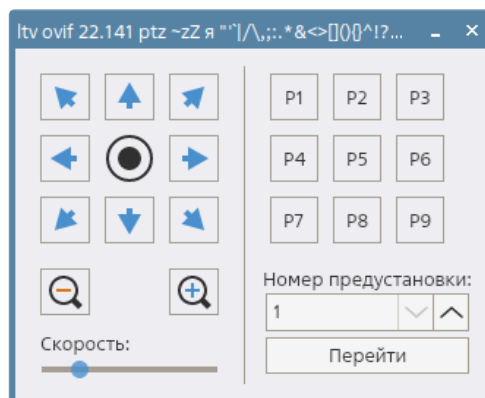 ltv ovif 22.141 ptz ~zZ я "'`|/\,;:.*&<>[](){}^!?...
P1 P2 P3
P4 P5 P6
P7 P8 P9
Номер предустановки:
1
Перейти
Скорость: